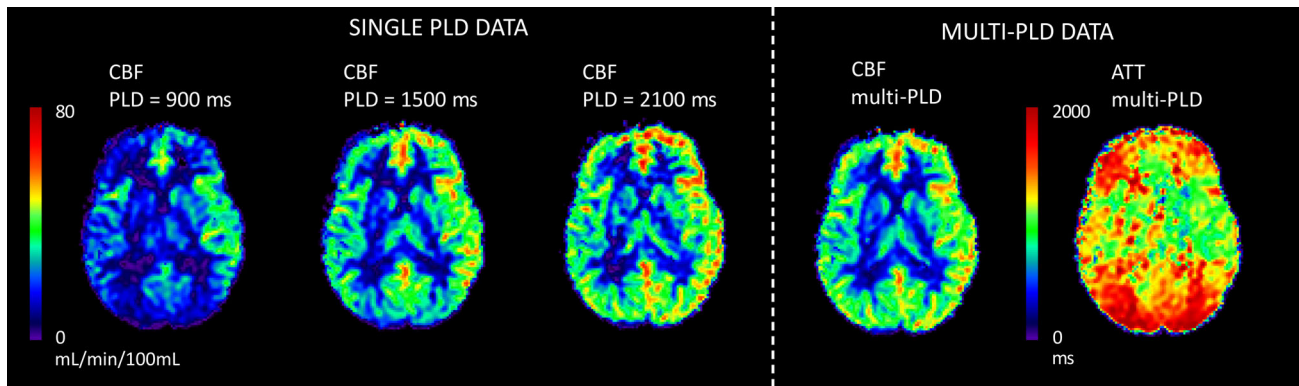 SINGLE PLD DATA
MULTI-PLD DATA
CBF
PLD = 900 ms
CBF
PLD = 1500 ms
CBF
PLD = 2100 ms
CBF
multi-PLD
ATT
multi-PLD
80
0
mL/min/100mL
2000
0
ms